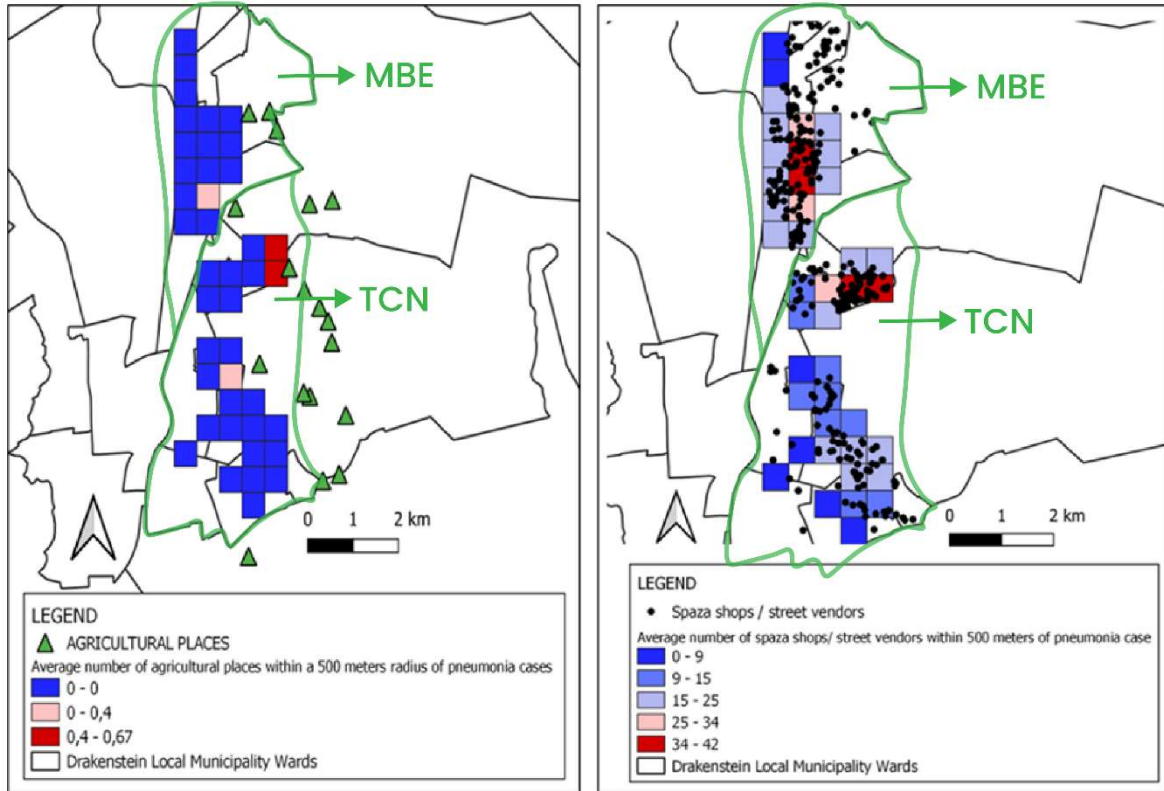 MBE
TCN
0 1 2 km
LEGEND
AGRICULTURAL PLACES
Average number of agricultural places within a 500 meters radius of pneumonia cases
0 - 0
0 - 0,4
0,4 - 0,67
Drakenstein Local Municipality Wards
MBE
TCN
0 1 2 km
LEGEND
Spaza shops / street vendors
Average number of spaza shops/ street vendors within 500 meters of pneumonia case
0 - 9
9 - 15
15 - 25
25 - 34
34 - 42
Drakenstein Local Municipality Wards